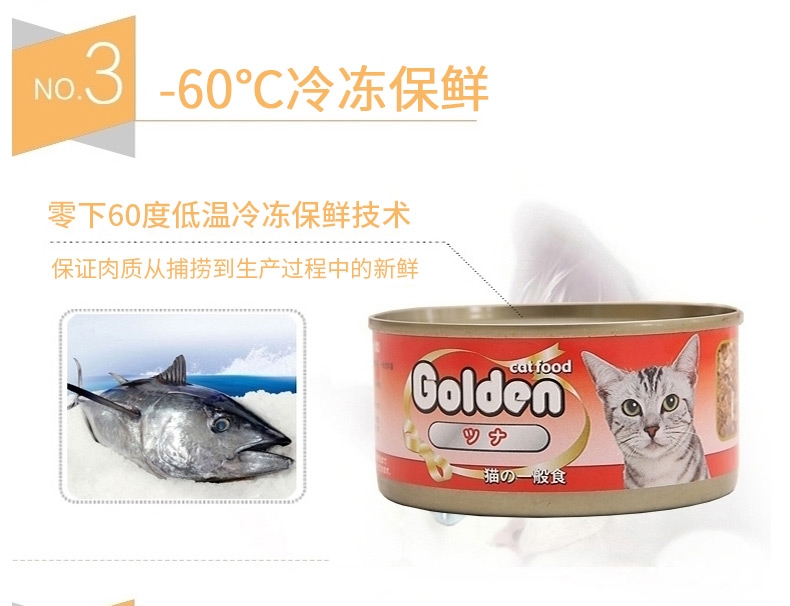 NO.3
-60℃冷冻保鲜
零下60度低温冷冻保鲜技术
保证肉质从捕捞到生产过程中的新鲜
cat food
Golden
ツナ
猫の一般食